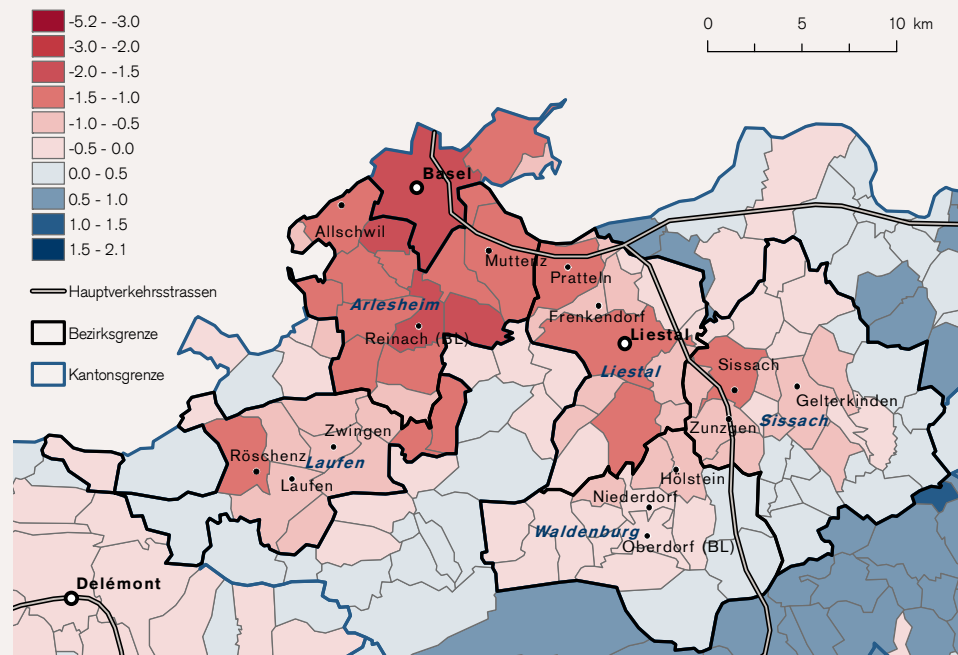 -5.2 - -3.0
-3.0 - -2.0
-2.0 - -1.5
-1.5 - -1.0
-1.0 - -0.5
-0.5 - 0.0
0.0 - 0.5
0.5 - 1.0
1.0 - 1.5
1.5 - 2.1
Hauptverkehrsstrassen
Bezirksgrenze
Kantonsgrenze
0 5 10 km
Basel
Allschwil
Muttenz
Pratteln
Arlesheim
Frenkendorf
Reinach (BL)
Liestal
Sissach
Liestal
Gelterkinden
Sissach
Zunzgen
Zwingen
Röschenz
Laufen
Laufen
Hölstein
Niederdorf
Waldenburg
Oberdorf (BL)
Delémont